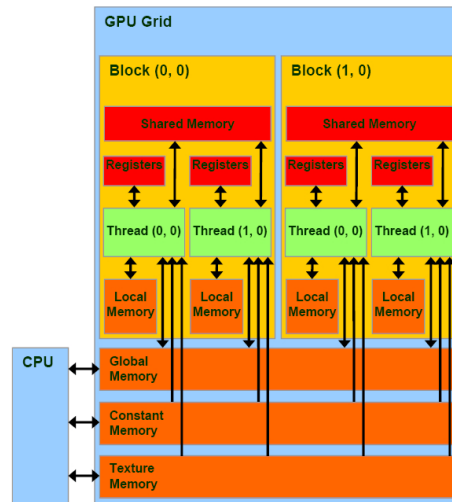 GPU Grid
Block (0, 0)
Block (1, 0)
Shared Memory
Shared Memory
Registers
Registers
Registers
Registers
Thread (0, 0)
Thread (1, 0)
Thread (0, 0)
Thread (1, 0)
Local
Memory
Local
Memory
Local
Memory
Local
Memory
CPU
Global
Memory
Constant
Memory
Texture
Memory